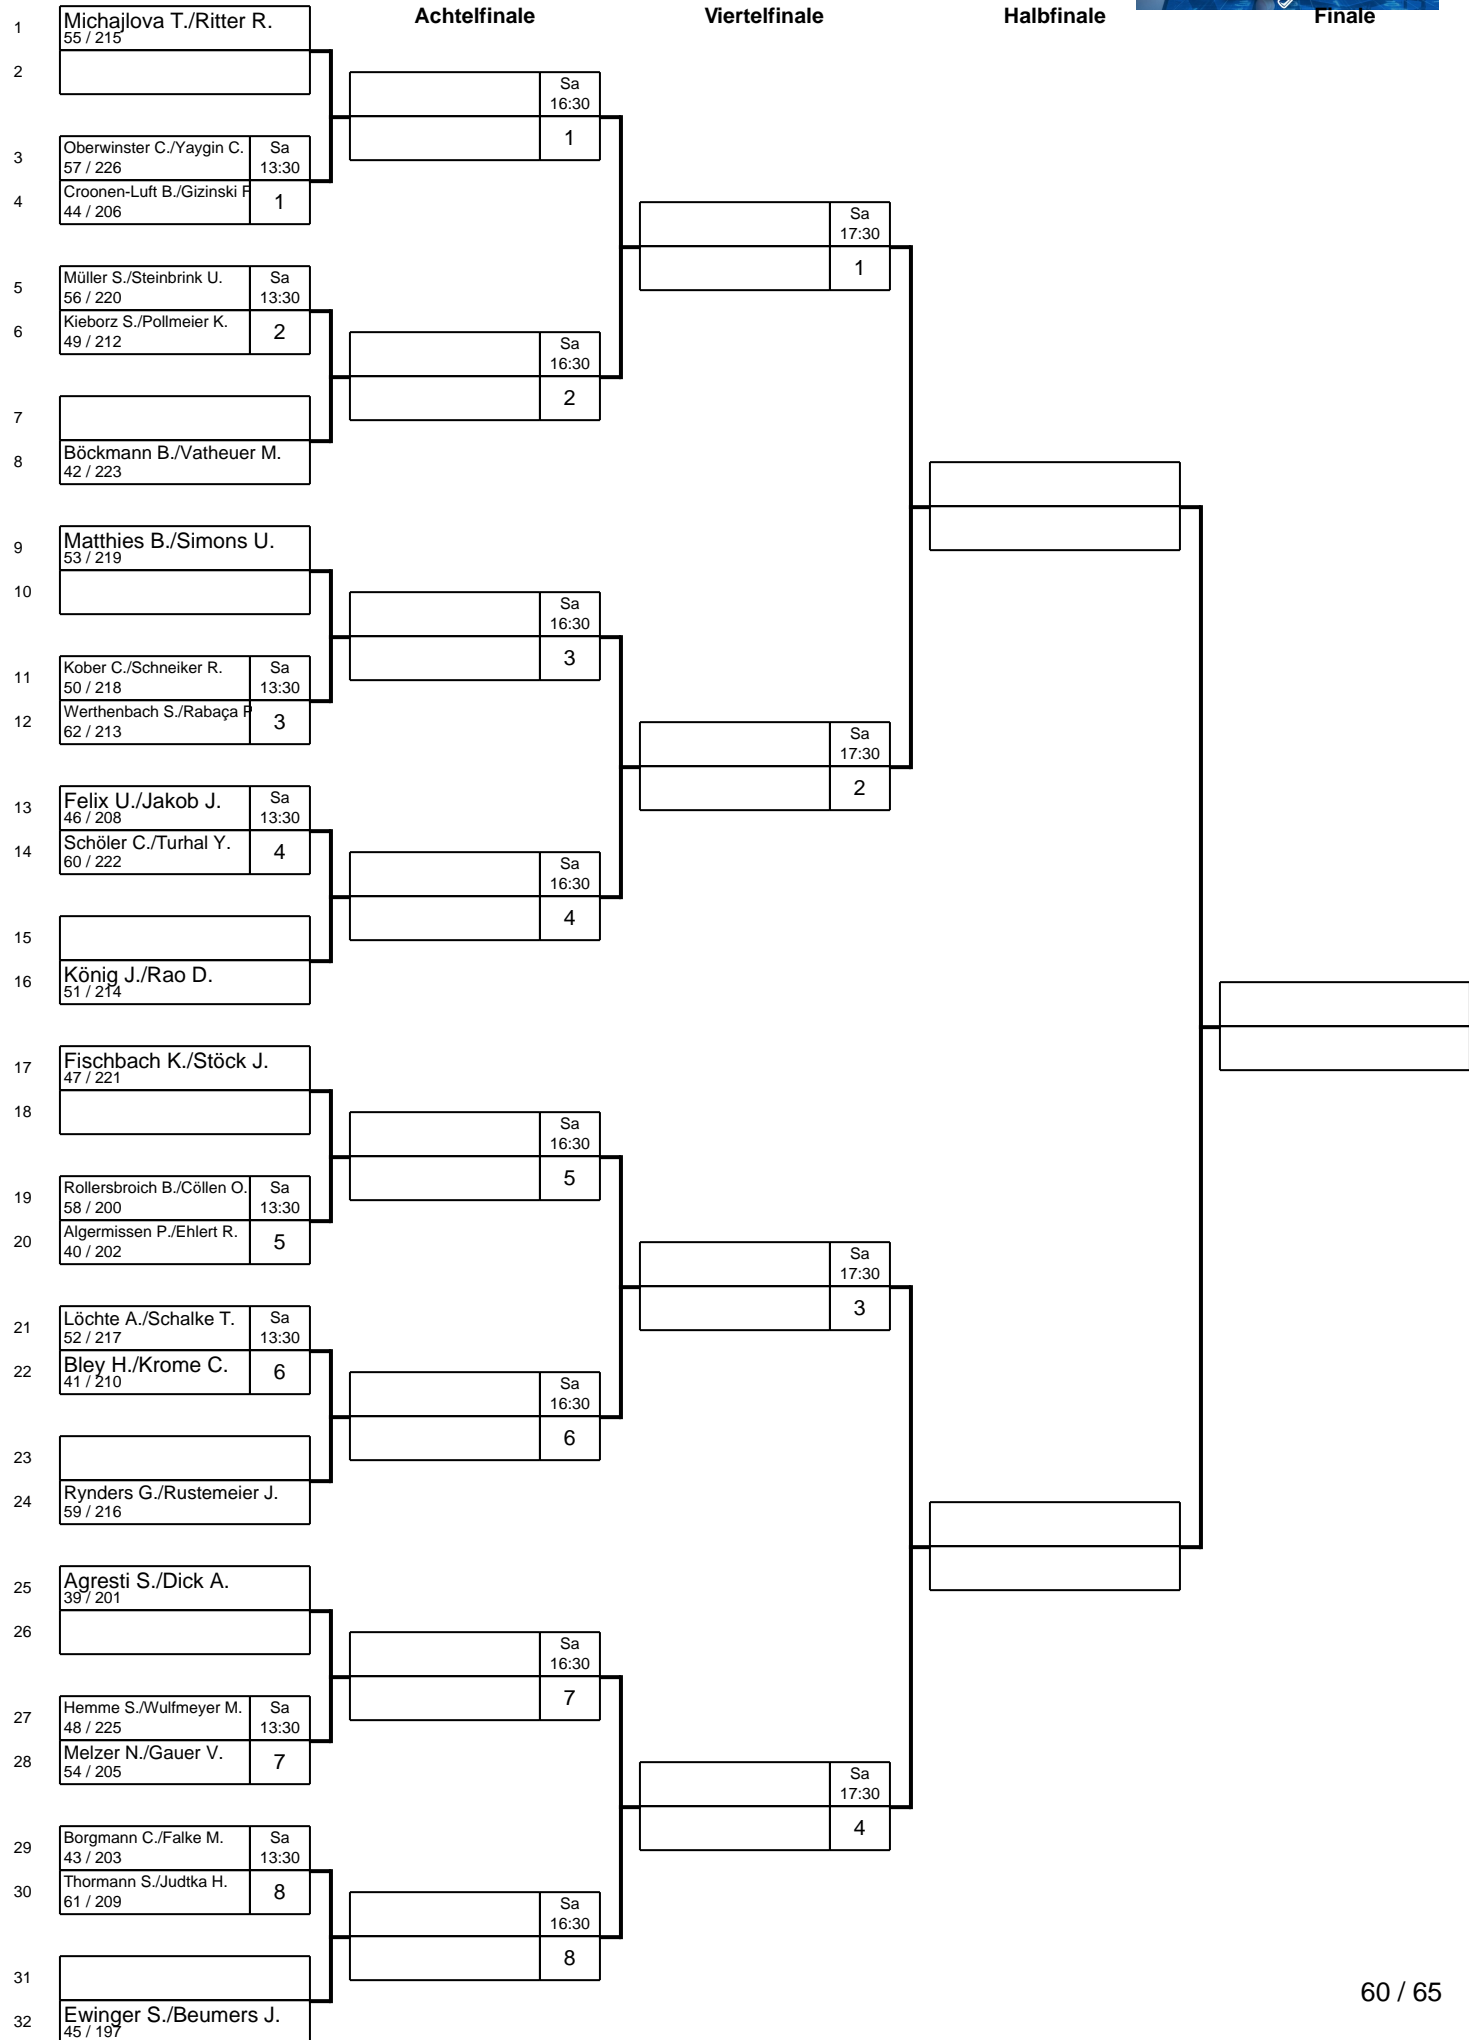 Achtelfinale Viertelfinale Halbfinale Finale
1 Michajlova T./Ritter R.
55 / 215
2
Sa
16:30
1
3 Oberwinster C./Yaygin C. Sa
57 / 226 13:30
4 Croonen-Luft B./Gizinski 1
44 / 206
Sa
17:30
1
5 Müller S./Steinbrink U. Sa
56 / 220 13:30
6 Kieborz S./Pollmeier K. 2
49 / 212
Sa
16:30
2
7
8 Böckmann B./Vatheuer M.
42 / 223
9 Matthies B./Simons U.
53 / 219
10
Sa
16:30
3
11 Kober C./Schneiker R. Sa
50 / 218 13:30
12 Werthenbach S./Rabaça 3
62 / 213
Sa
17:30
2
13 Felix U./Jakob J. Sa
46 / 208 13:30
14 Schöler C./Turhal Y. 4
60 / 222
Sa
16:30
4
15
16 König J./Rao D.
51 / 214
17 Fischbach K./Stöck J.
47 / 221
18
Sa
16:30
5
19 Rollersbroich B./Cöllen O. Sa
58 / 200 13:30
20 Algermissen P./Ehlert R. 5
40 / 202
Sa
17:30
3
21 Löchte A./Schalke T. Sa
52 / 217 13:30
22 Bley H./Krome C. 6
41 / 210
Sa
16:30
6
23
24 Rynders G./Rustemeier J.
59 / 216
25 Agresti S./Dick A.
39 / 201
26
Sa
16:30
7
27 Hemme S./Wulfmeyer M. Sa
48 / 225 13:30
28 Melzer N./Gauer V. 7
54 / 205
Sa
17:30
4
29 Borgmann C./Falke M. Sa
43 / 203 13:30
30 Thormann S./Judtka H. 8
61 / 209
Sa
16:30
8
31
32 Ewinger S./Beumers J.
45 / 197
60 / 65